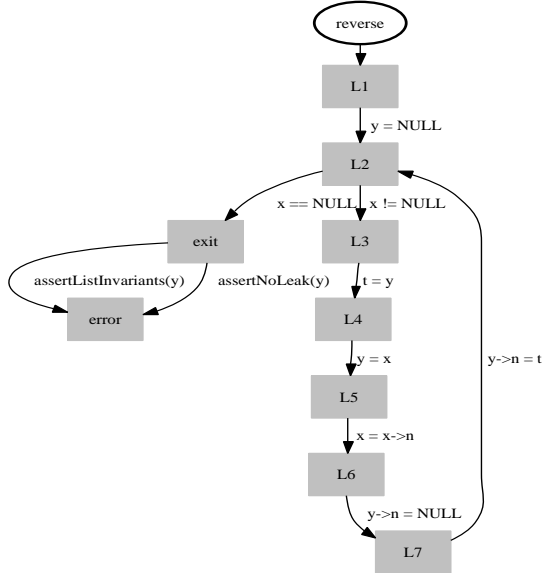 reverse
L1
y = NULL
L2
x == NULL
x != NULL
exit
L3
assertListInvariants(y)
assertNoLeak(y)
t = y
error
L4
y = x
y->n = t
L5
x = x->n
L6
y->n = NULL
L7